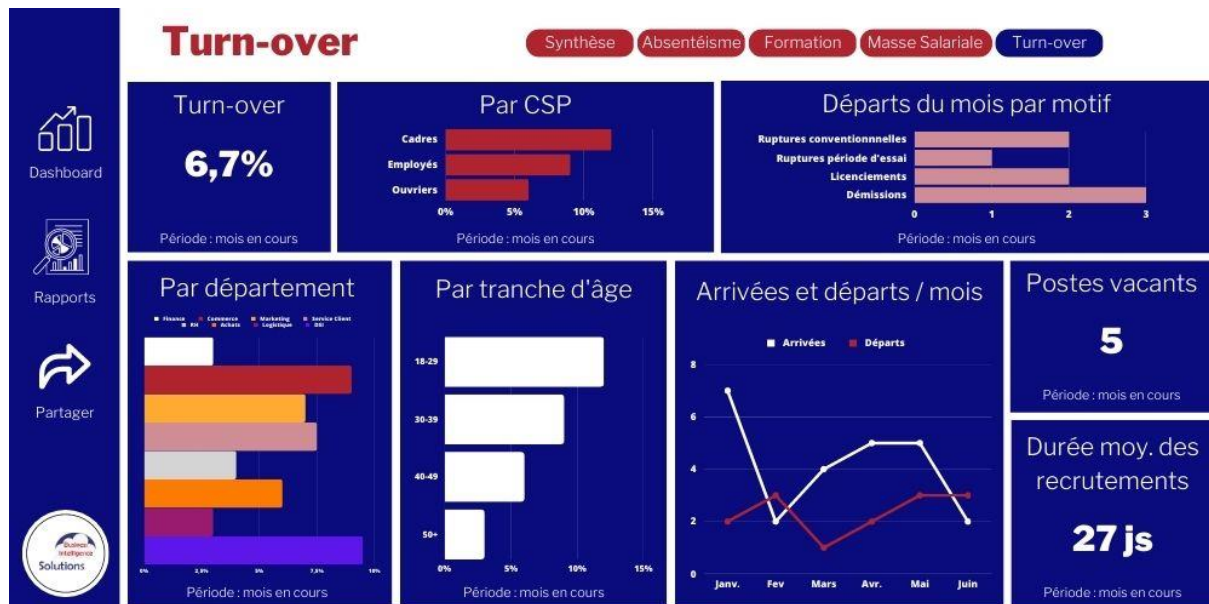 Turn-over
Synthèse
Absentéisme
Formation
Masse Salariale
Turn-over
Dashboard
Rapports
Partager
Business
Intelligence
Solutions
Turn-over
6,7%
Période : mois en cours
Par CSP
Cadres
Employés
Ouvriers
0% 5% 10% 15%
Période : mois en cours
Départs du mois par motif
Ruptures conventionnnelles
Ruptures période d'essai
Licenciements
Démissions
0 1 2 3
Période : mois en cours
Par département
Finance Commerce Marketing Service Client
RH Achats Logistique DSI
0% 2,5% 5% 7,5% 10%
Période : mois en cours
Par tranche d'âge
18-29
30-39
40-49
50+
0% 5% 10% 15%
Période : mois en cours
Arrivées et départs / mois
Arrivées Départs
8
6
4
2
0
Janv. Fev Mars Avr. Mai Juin
Postes vacants
5
Période : mois en cours
Durée moy. des
recrutements
27 js
Période : mois en cours